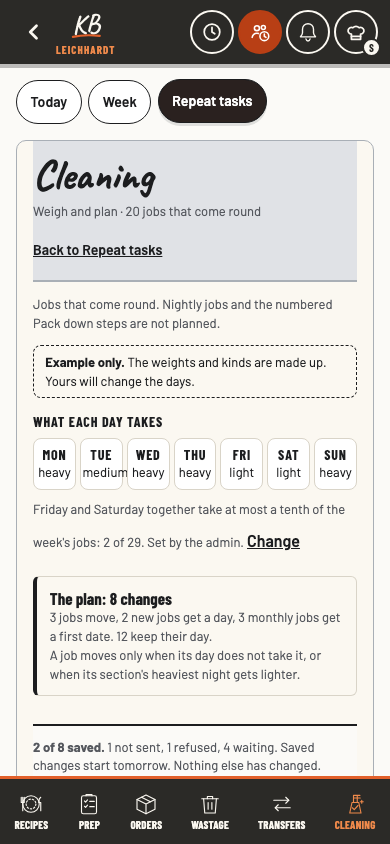 KB
LEICHHARDT
S
Today
Week
Repeat tasks
Cleaning
Weigh and plan · 20 jobs that come round
Back to Repeat tasks
Jobs that come round. Nightly jobs and the numbered
Pack down steps are not planned.
Example only. The weights and kinds are made up.
Yours will change the days.
WHAT EACH DAY TAKES
MON TUE WED THU FRI SAT SUN
heavy medium heavy heavy light light heavy
Friday and Saturday together take at most a tenth of the
week's jobs: 2 of 29. Set by the admin. Change
The plan: 8 changes
3 jobs move, 2 new jobs get a day, 3 monthly jobs get
a first date. 12 keep their day.
A job moves only when its day does not take it, or
when its section's heaviest night gets lighter.
2 of 8 saved. 1 not sent, 1 refused, 4 waiting. Saved
changes start tomorrow. Nothing else has changed.
RECIPES PREP ORDERS WASTAGE TRANSFERS CLEANING